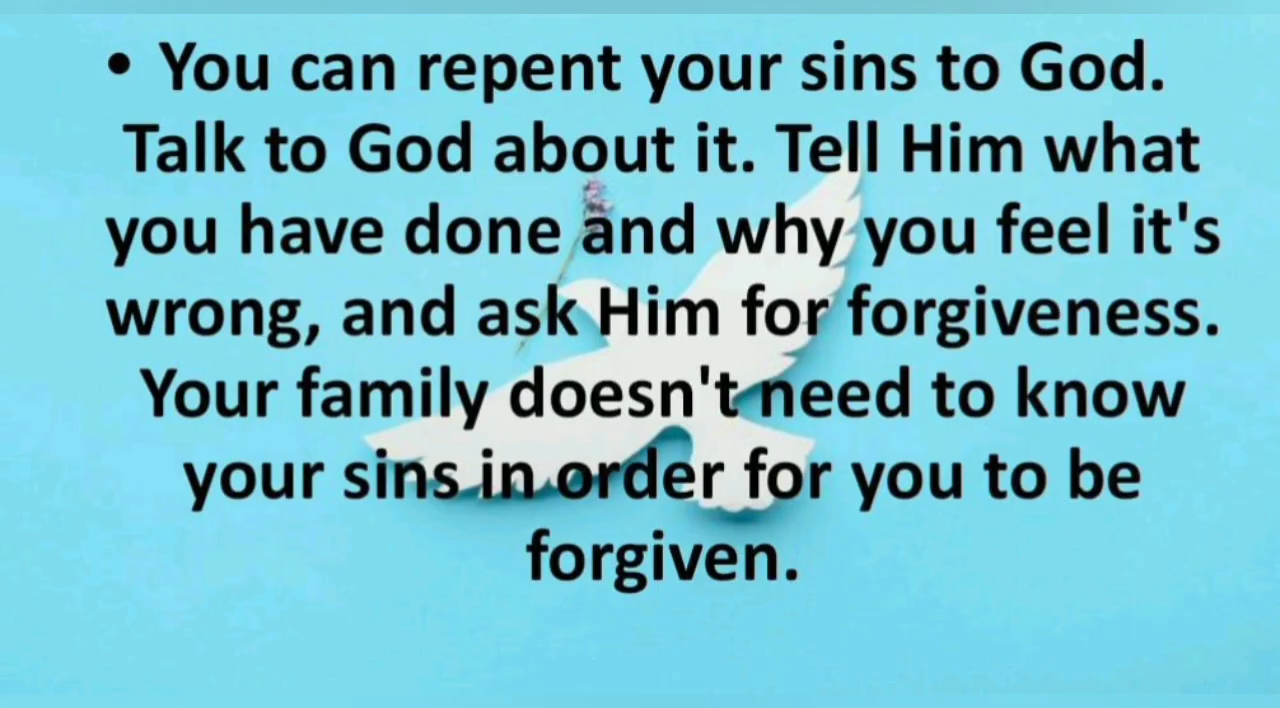 • You can repent your sins to God.
Talk to God about it. Tell Him what
you have done and why you feel it's
wrong, and ask Him for forgiveness.
Your family doesn't need to know
your sins in order for you to be
forgiven.